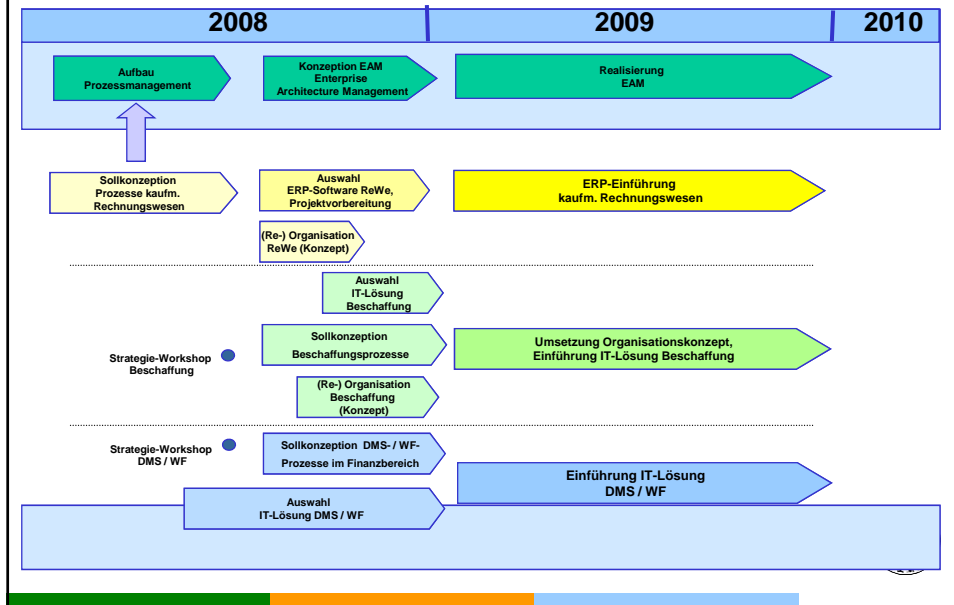 2008
2009
2010
Aufbau
Prozessmanagement
Konzeption EAM
Enterprise
Architecture Management
Realisierung
EAM
Sollkonzeption
Prozesse kaufm.
Rechnungswesen
Auswahl
ERP-Software ReWe,
Projektvorbereitung
ERP-Einführung
kaufm. Rechnungswesen
(Re-) Organisation
ReWe (Konzept)
Auswahl
IT-Lösung
Beschaffung
Strategie-Workshop
Beschaffung
Sollkonzeption
Beschaffungsprozesse
Umsetzung Organisationskonzept,
Einführung IT-Lösung Beschaffung
(Re-) Organisation
Beschaffung
(Konzept)
Strategie-Workshop
DMS / WF
Sollkonzeption DMS- / WF-
Prozesse im Finanzbereich
Einführung IT-Lösung
DMS / WF
Auswahl
IT-Lösung DMS / WF